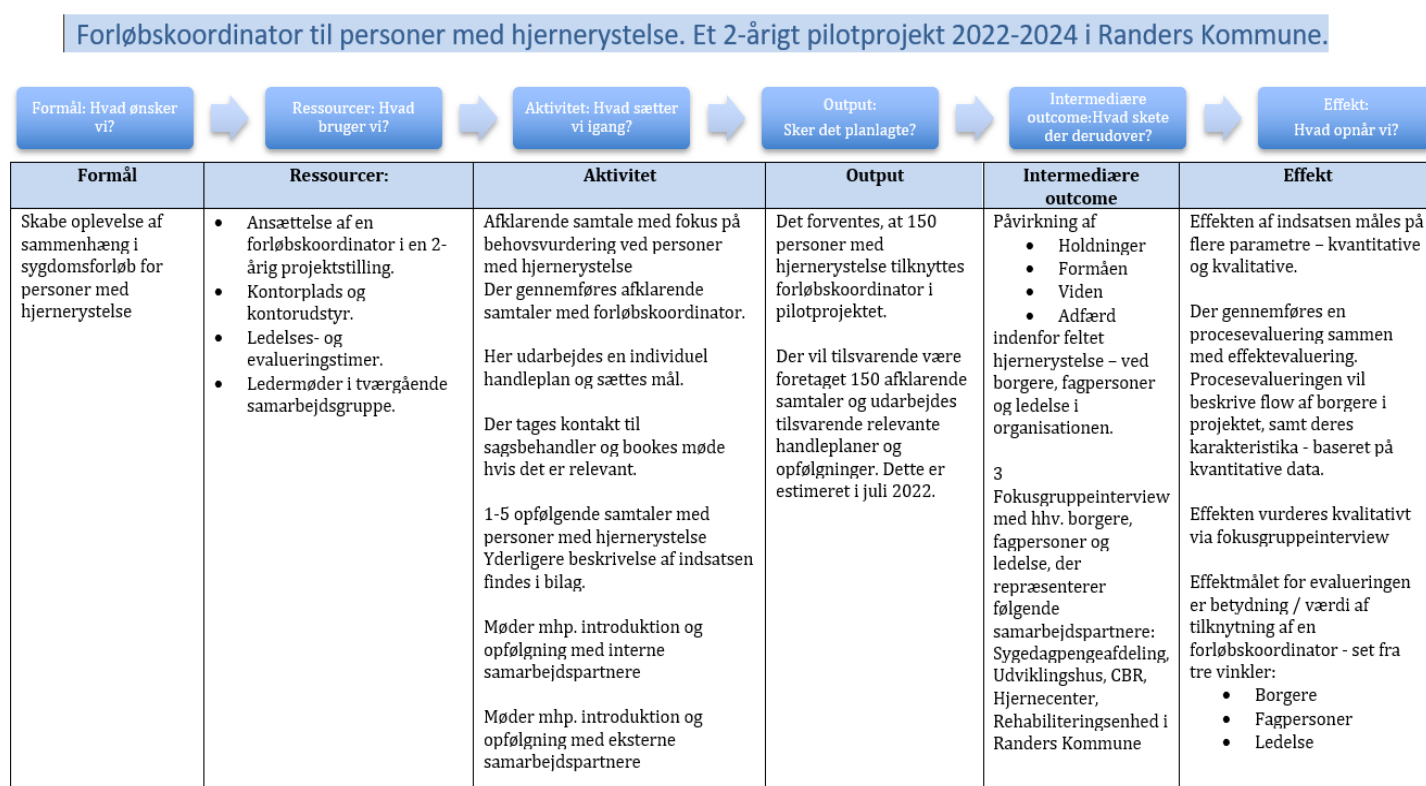 Forløbskoordinator til personer med hjernerystelse. Et 2-årigt pilotprojekt 2022-2024 i Randers Kommune.
Formål: Hvad ønsker
vi?
Ressourcer: Hvad
bruger vi?
Aktivitet: Hvad sætter
vi igang?
Output:
Sker det planlagte?
Intermediære
outcome:Hvad skete
der derudover?
Effekt:
Hvad opnår vi?
Formål
Ressourcer:
Aktivitet
Output
Intermediære
outcome
Effekt
Skabe oplevelse af
sammenhæng i
sygdomsforløb for
personer med
hjernerystelse
• Ansættelse af en
forløbskoordinator i en 2-
årig projektstilling.
• Kontorplads og
kontorudstyr.
• Ledelses- og
evalueringstimer.
• Ledermøder i tværgående
samarbejdsgruppe.
Afklarende samtale med fokus på
behovsvurdering ved personer
med hjernerystelse
Der gennemføres afklarende
samtaler med forløbskoordinator.
Her udarbejdes en individuel
handleplan og sættes mål.
Der tages kontakt til
sagsbehandler og bookes møde
hvis det er relevant.
1-5 opfølgende samtaler med
personer med hjernerystelse
Yderligere beskrivelse af indsatsen
findes i bilag.
Møder mhp. introduktion og
opfølgning med interne
samarbejdspartnere
Møder mhp. introduktion og
opfølgning med eksterne
samarbejdspartnere
Det forventes, at 150
personer med
hjernerystelse tilknyttes
forløbskoordinator i
pilotprojektet.
Der vil tilsvarende være
foretaget 150 afklarende
samtaler og udarbejdes
tilsvarende relevante
handleplaner og
opfølgninger. Dette er
estimeret i juli 2022.
Påvirkning af
• Holdninger
• Formåen
• Viden
• Adfærd
indenfor feltet
hjernerystelse – ved
borgere, fagpersoner
og ledelse i
organisationen.
3
Fokusgruppeinterview
med hhv. borgere,
fagpersoner og
ledelse, der
repræsenterer
følgende
samarbejdspartnere:
Sygedagpengeafdeling,
Udviklingshus, CBR,
Hjernecenter,
Rehabiliteringsenhed i
Randers Kommune
Effekten af indsatsen måles på
flere parametre – kvantitative
og kvalitative.
Der gennemføres en
procesevaluering sammen
med effektevaluering.
Procesevalueringen vil
beskrive flow af borgere i
projektet, samt deres
karakteristika - baseret på
kvantitative data.
Effekten vurderes kvalitativt
via fokusgruppeinterview
Effektmålet for evalueringen
er betydning / værdi af
tilknytning af en
forløbskoordinator - set fra
tre vinkler:
• Borgere
• Fagpersoner
• Ledelse